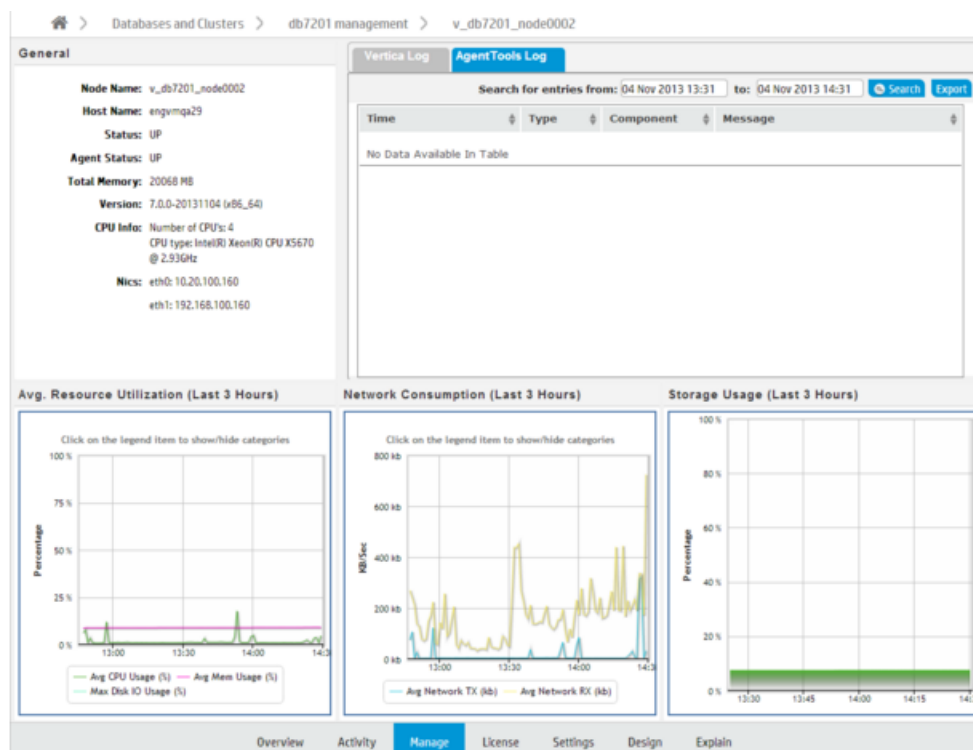 Databases and Clusters > db7201 management > v_db7201_node0002
General
Node Name: v_db7201_node0002
Host Name: engvmqa29
Status: UP
Agent Status: UP
Total Memory: 20068 MB
Version: 7.0.0-20131104 (x86_64)
CPU Info: Number of CPU's: 4
CPU type: Intel(R) Xeon(R) CPU X5670
@ 2.93GHz
Nics: eth0: 10.20.100.160
eth1: 192.168.100.160
Vertica Log AgentTools Log
Search for entries from: 04 Nov 2013 13:31 to: 04 Nov 2013 14:31 Search Export
Time Type Component Message
No Data Available In Table
Avg. Resource Utilization (Last 3 Hours)
Click on the legend item to show/hide categories
Percentage
100 %
75 %
50 %
25 %
0 %
13:00 13:30 14:00 14:3
Avg CPU Usage (%) Avg Mem Usage (%)
Max Disk IO Usage (%)
Network Consumption (Last 3 Hours)
Click on the legend item to show/hide categories
KB/Sec
800 kb
600 kb
400 kb
200 kb
0 kb
13:00 13:30 14:00 14:3
Avg Network TX (kb) Avg Network RX (kb)
Storage Usage (Last 3 Hours)
Percentage
100 %
80 %
60 %
40 %
20 %
0 %
13:30 13:45 14:00 14:15 14:
Overview Activity Manage License Settings Design Explain